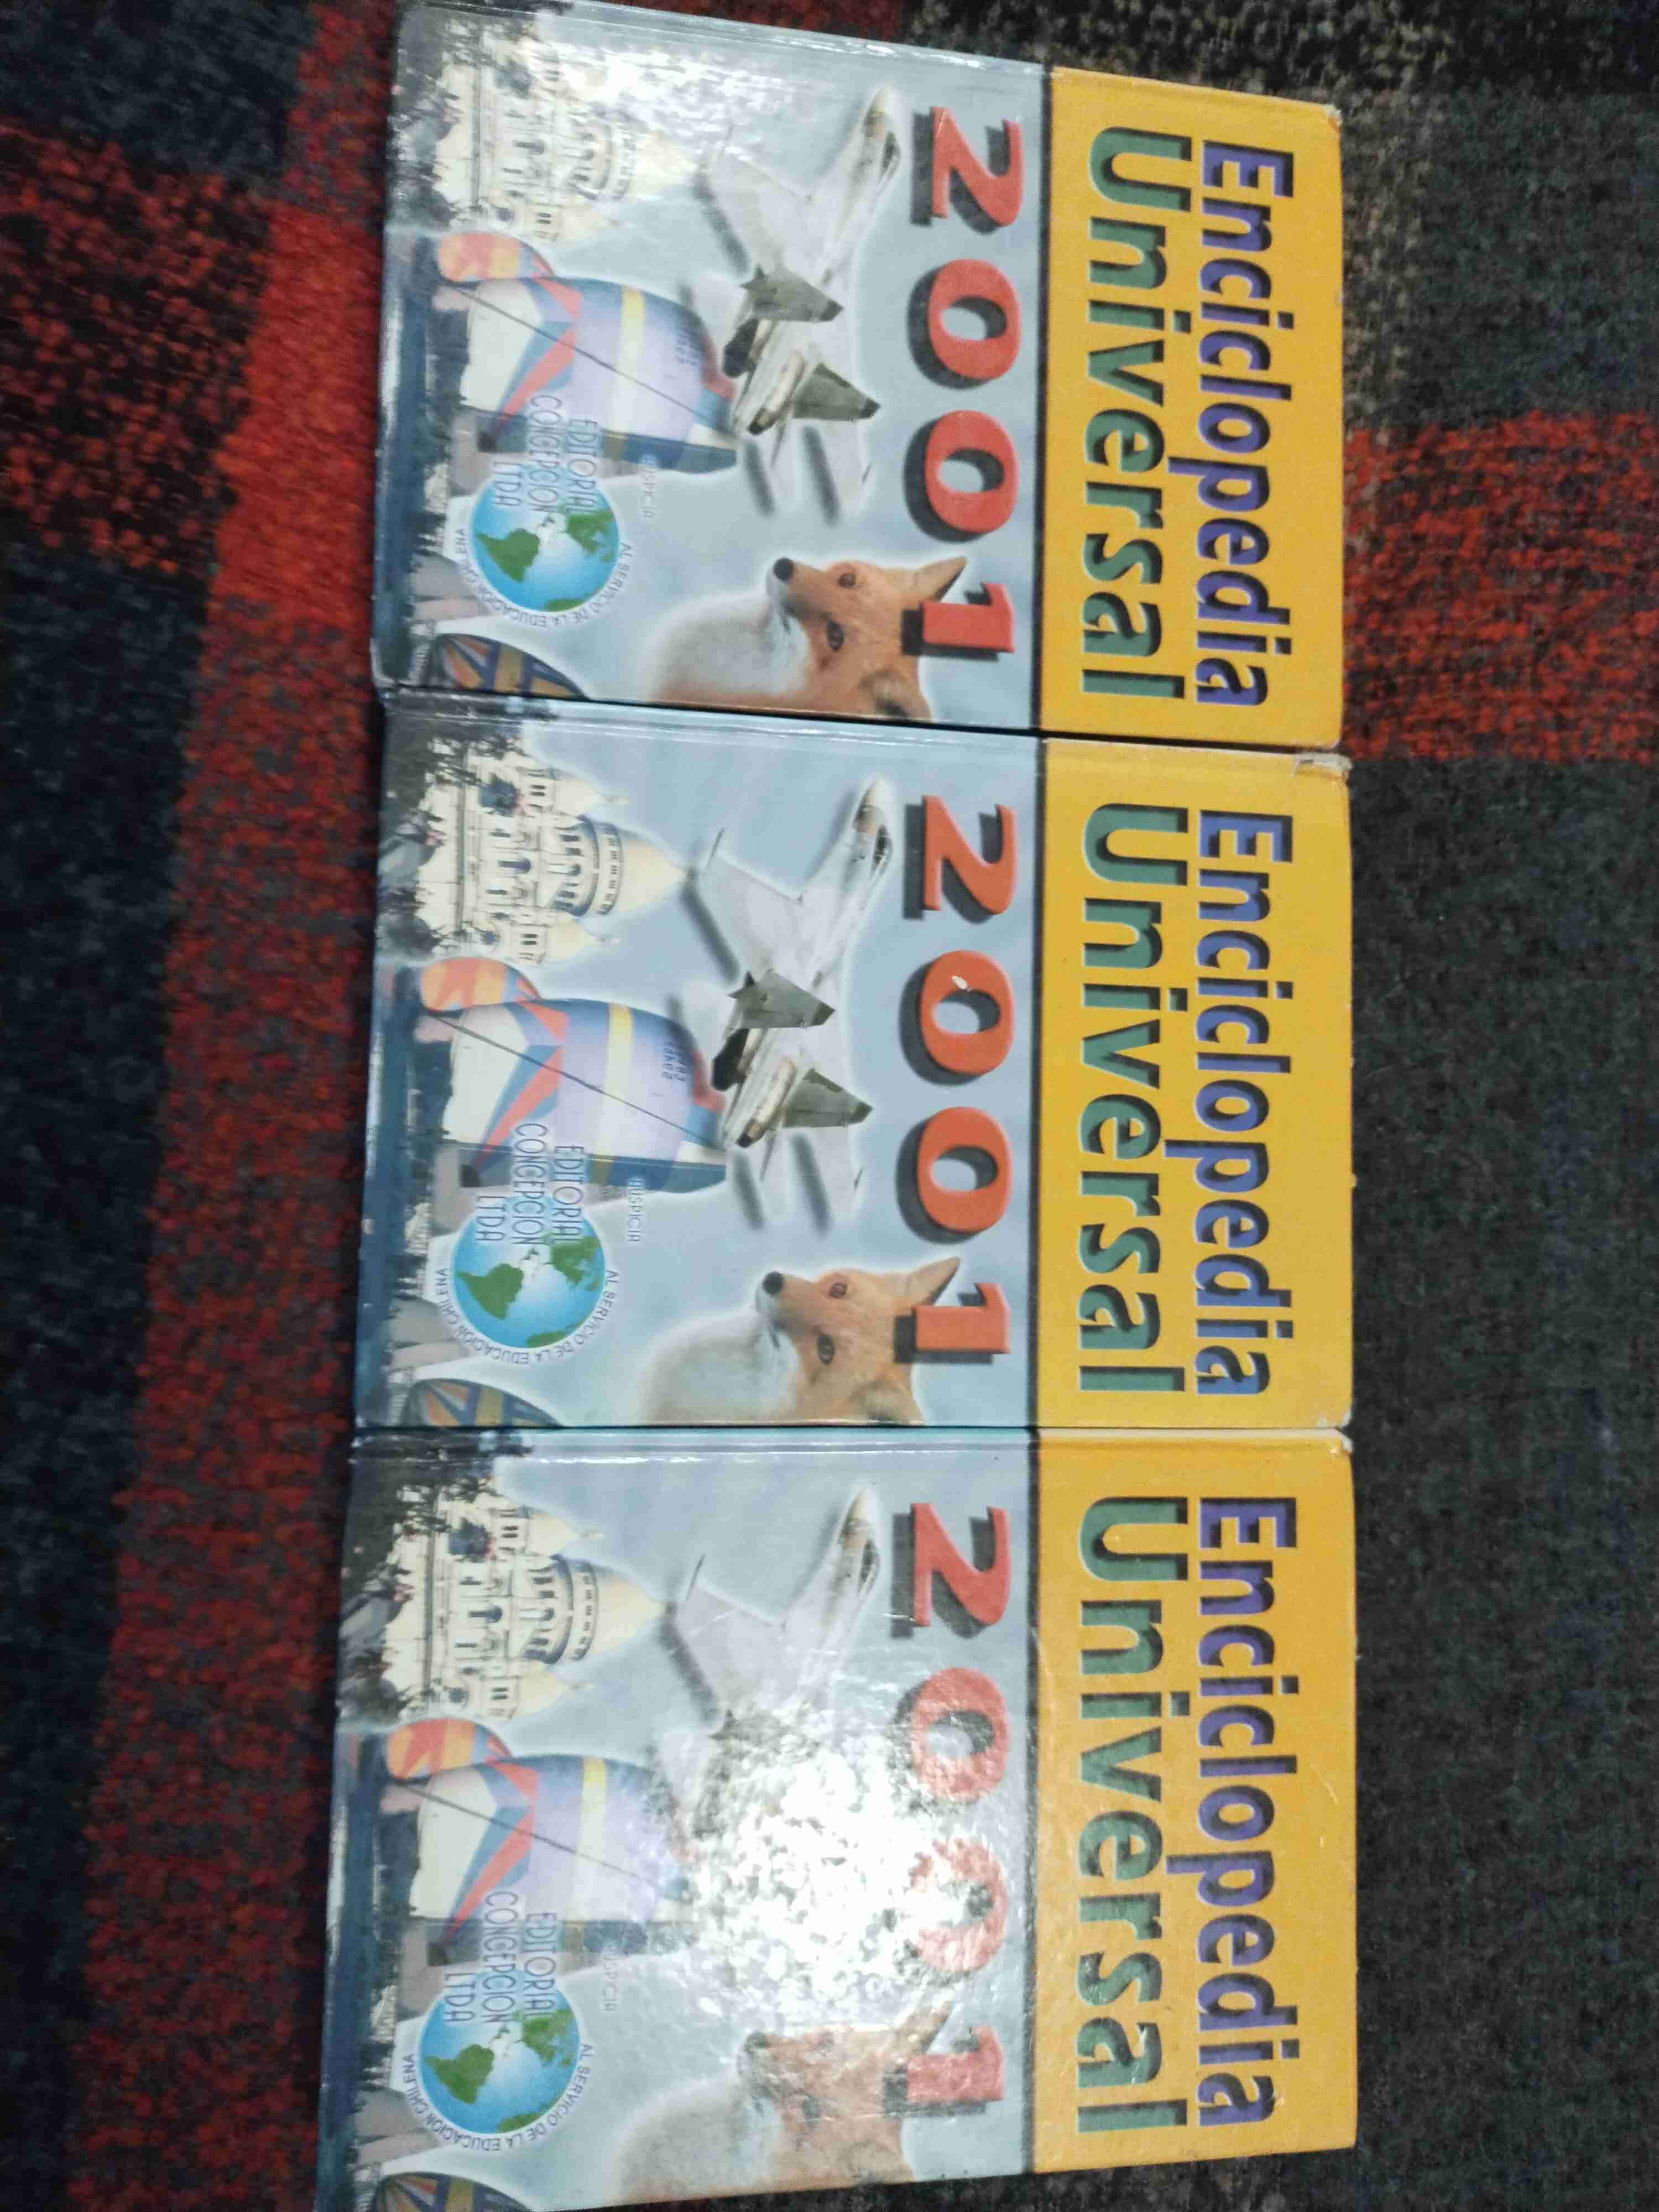 Enciclopedia
Universal
2001
AUSPICIA
EDITORIAL
CONCEPCION
LTDA
AL SERVICIO DE LA EDUCACION CHILENA
Enciclopedia
Universal
2001
AUSPICIA
EDITORIAL
CONCEPCION
LTDA
AL SERVICIO DE LA EDUCACION CHILENA
Enciclopedia
Universal
2001
AUSPICIA
EDITORIAL
CONCEPCION
LTDA
AL SERVICIO DE LA EDUCACION CHILENA